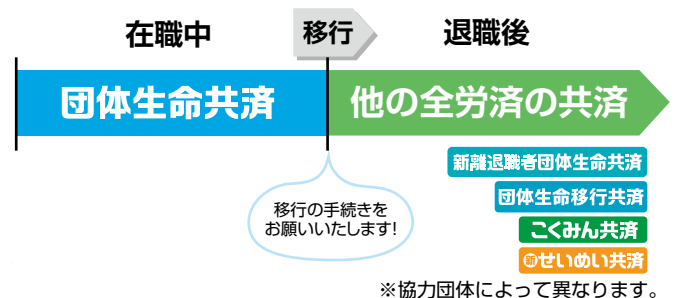 在職中
移行
退職後
団体生命共済
他の全労済の共済
移行の手続きを
お願いいたします!
新離退職者団体生命共済
団体生命移行共済
こくみん共済
新せいめい共済
※協力団体によって異なります。